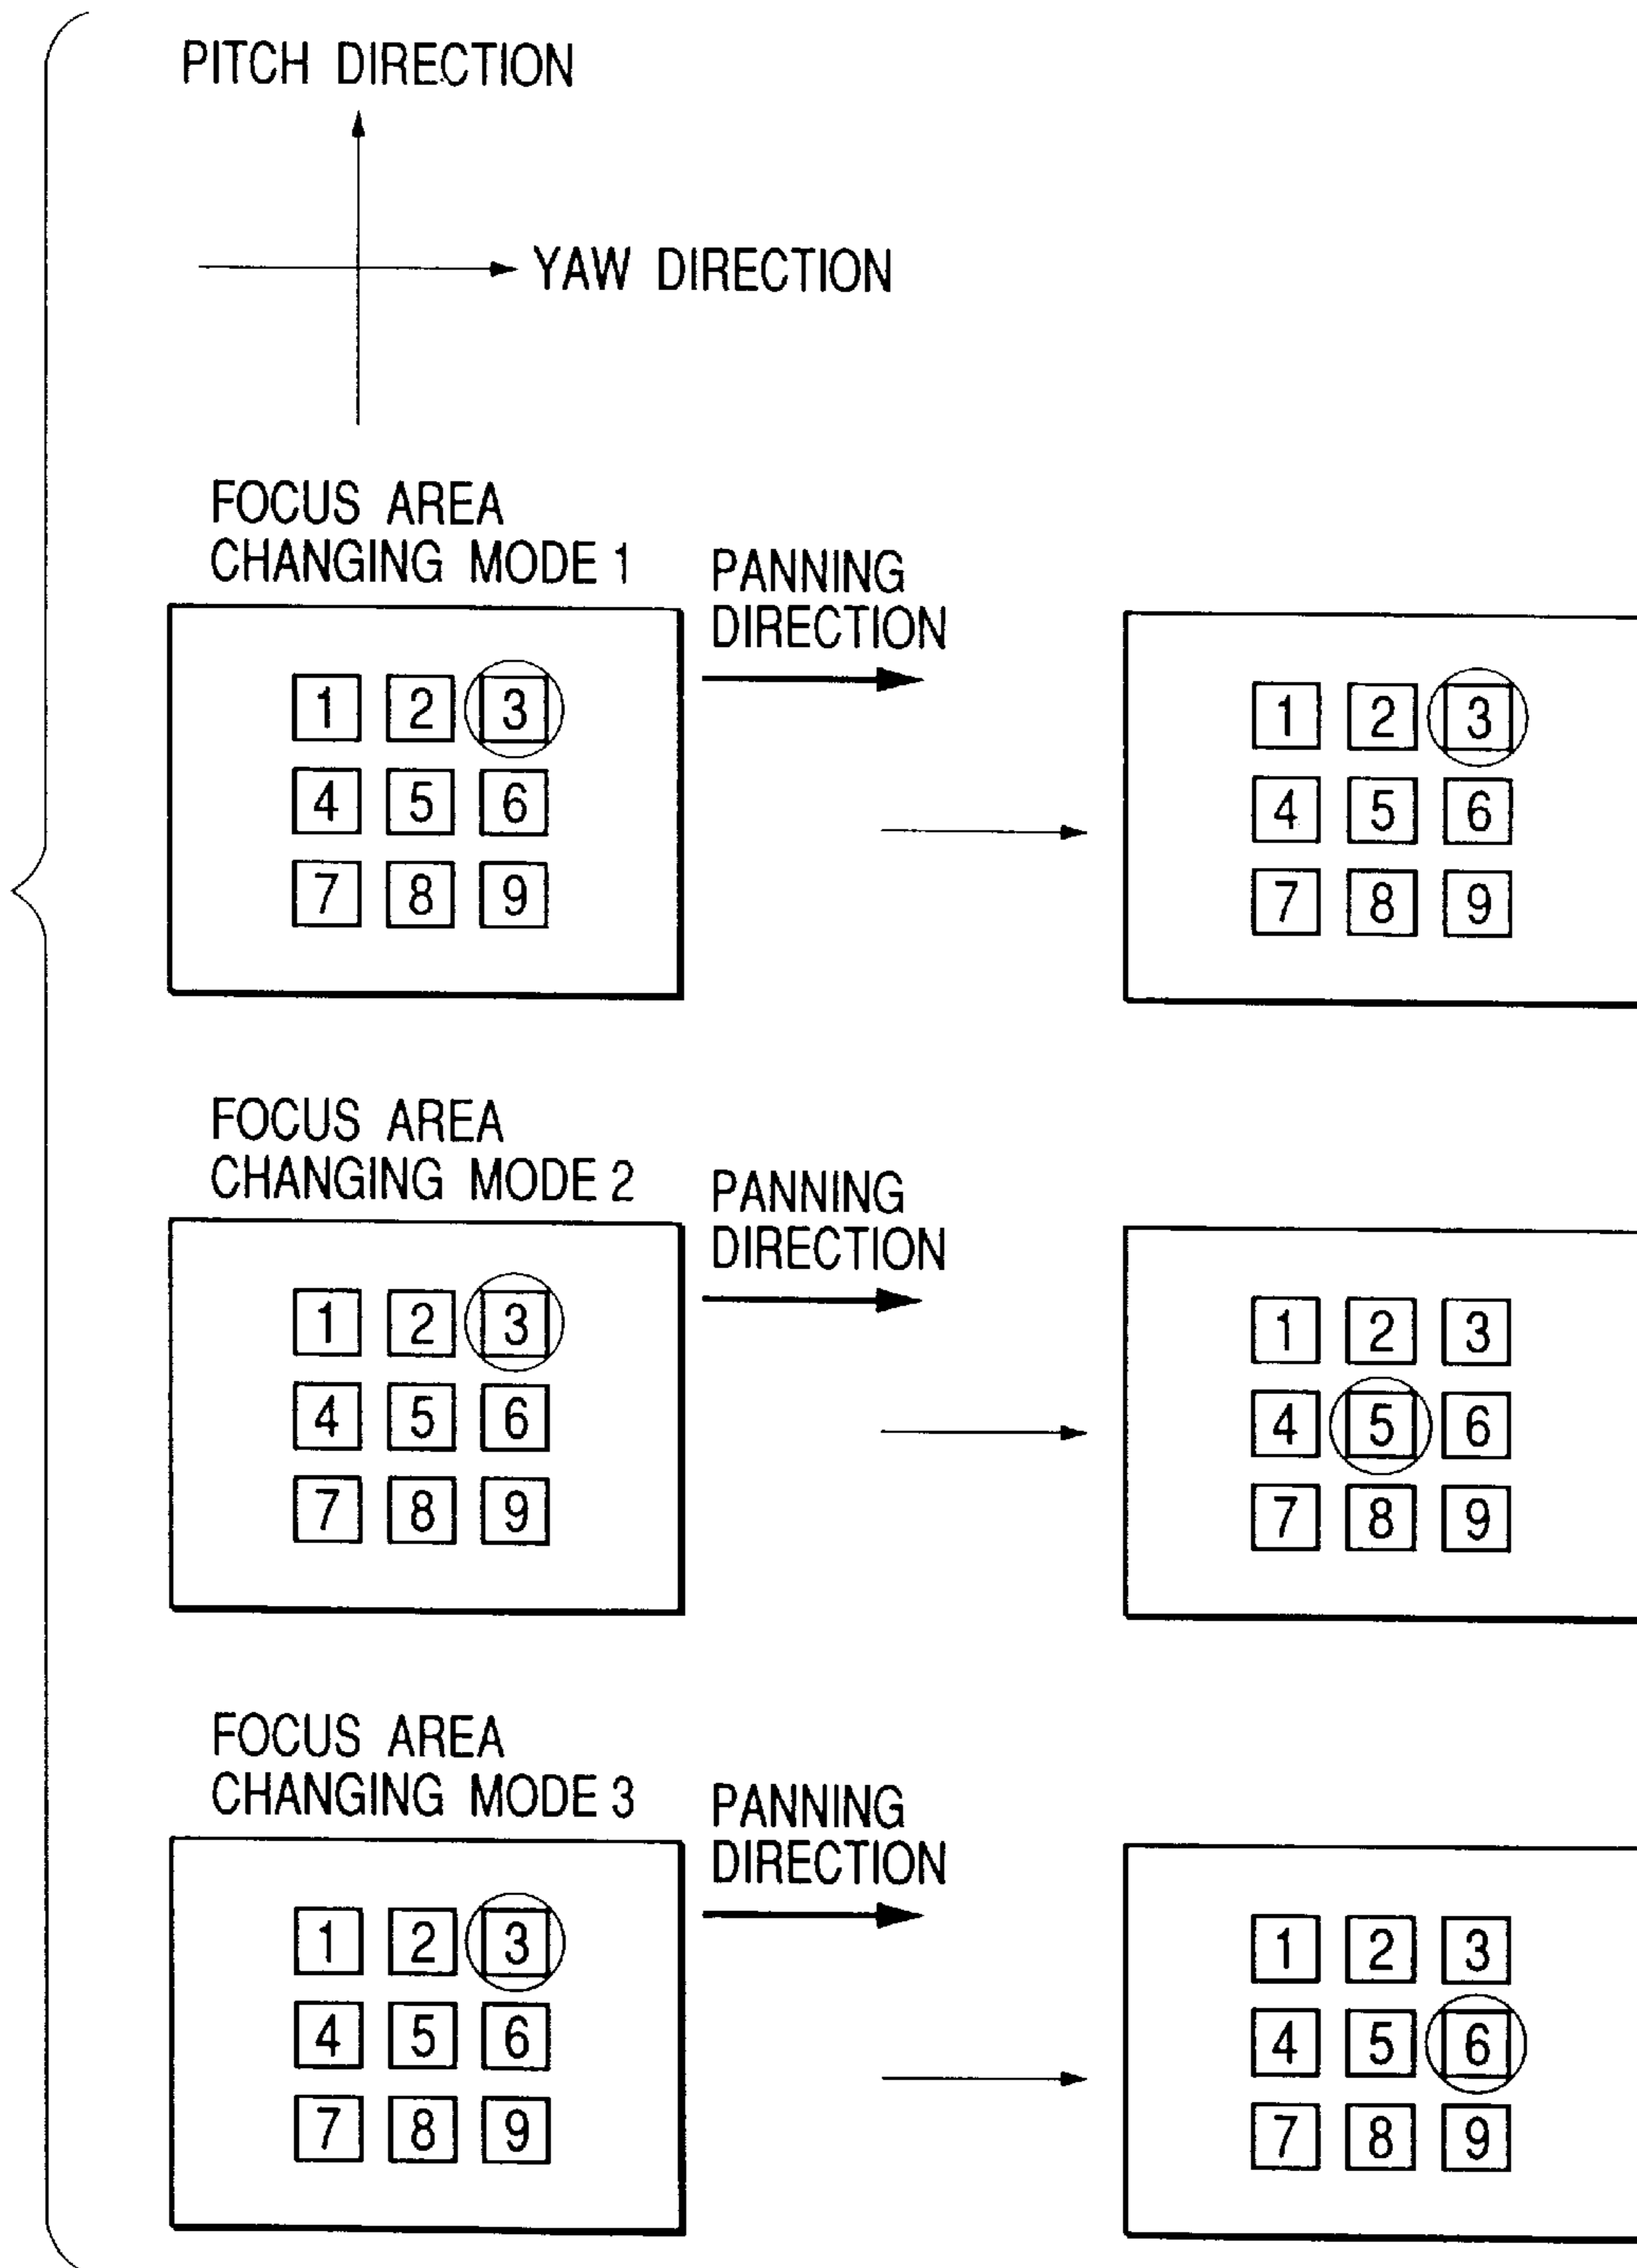 PITCH DIRECTION
YAW DIRECTION
FOCUS AREA
CHANGING MODE 1
PANNING
DIRECTION
1 2 3
4 5 6
7 8 9
1 2 3
4 5 6
7 8 9
FOCUS AREA
CHANGING MODE 2
PANNING
DIRECTION
1 2 3
4 5 6
7 8 9
1 2 3
4 5 6
7 8 9
FOCUS AREA
CHANGING MODE 3
PANNING
DIRECTION
1 2 3
4 5 6
7 8 9
1 2 3
4 5 6
7 8 9